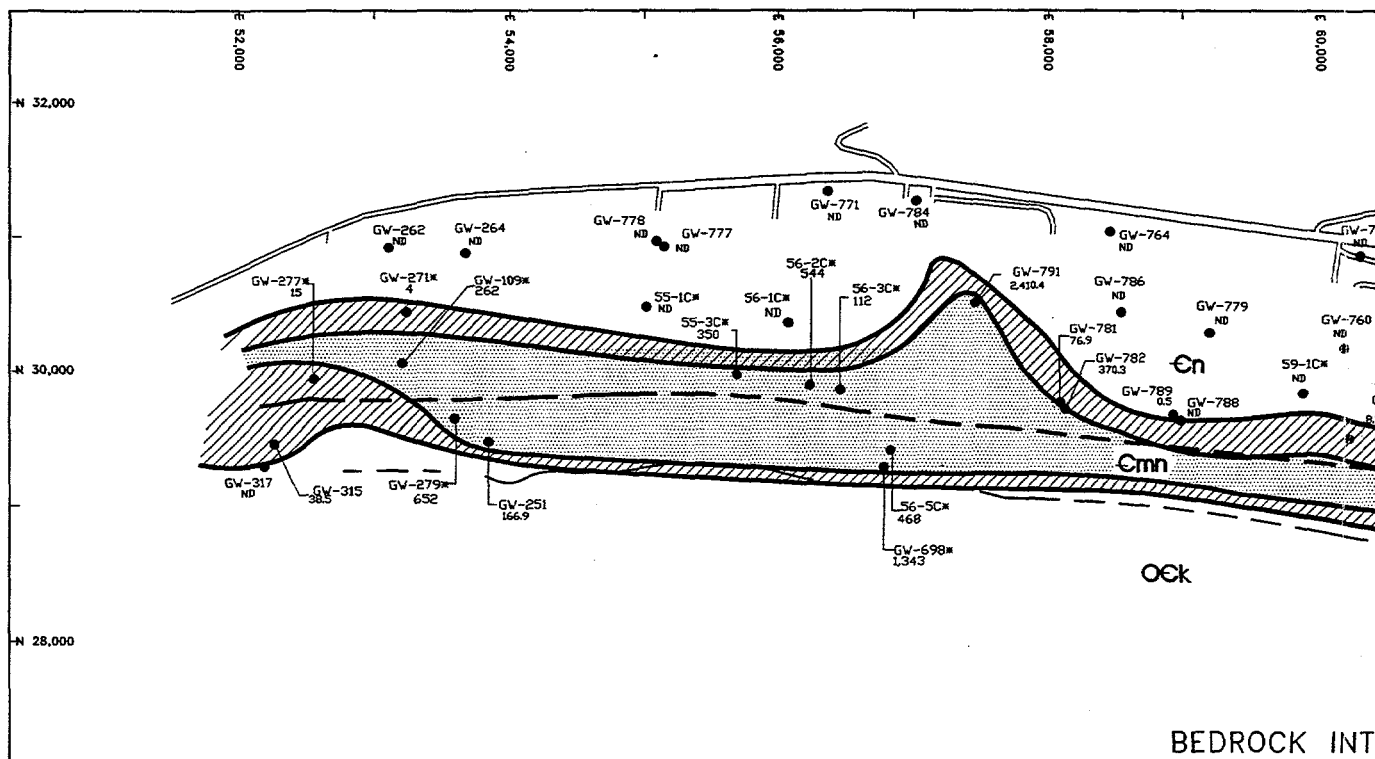 E 52,000
E 54,000
E 56,000
E 58,000
E 60,000
N 32,000
GW-771
ND
GW-784
ND
GW-778
ND
GW-777
ND
GW-262
ND
GW-264
ND
GW-764
ND
GW-7
ND
GW-277*
15
GW-271*
4
GW-109*
262
55-1C*
ND
56-1C*
ND
56-2C*
544
56-3C*
112
55-3C*
350
GW-791
2,410.4
GW-786
ND
GW-781
76.9
GW-782
370.3
GW-779
ND
GW-760
ND
59-1C*
ND
N 30,000
Єn
GW-789
0.5
GW-788
ND
Єmn
GW-317
ND
GW-315
38.5
GW-279*
652
GW-251
166.9
56-5C*
468
GW-698*
1,343
OЄk
N 28,000
BEDROCK INT